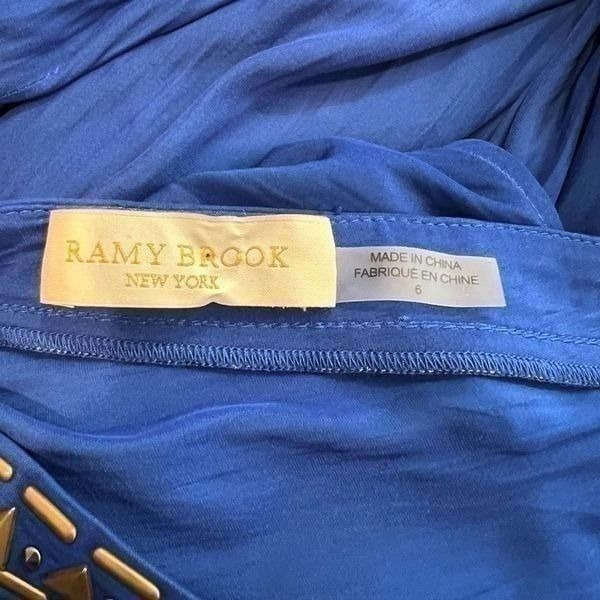 RAMY BROOK
NEW YORK
MADE IN CHINA
FABRIQUÉ EN CHINE
6